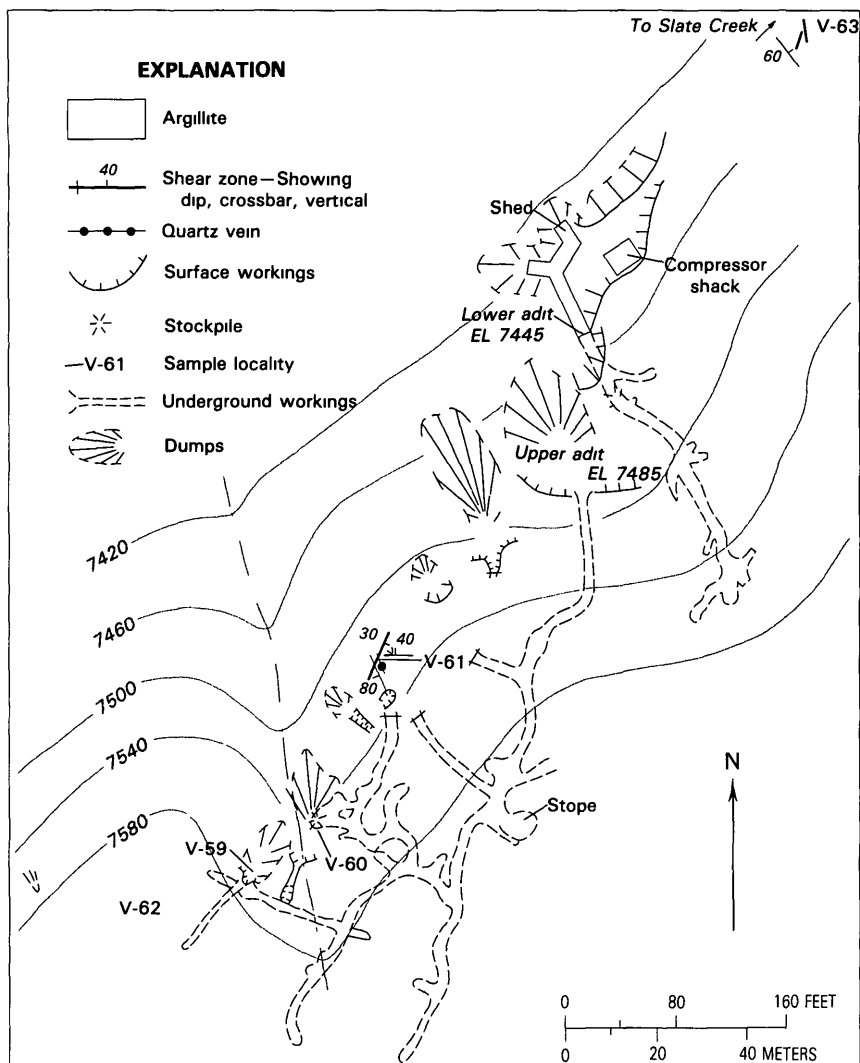 To Slate Creek
V-63
60
EXPLANATION
Argillite
40
Shear zone—Showing
dip, crossbar, vertical
Quartz vein
Surface workings
Stockpile
V-61 Sample locality
Underground workings
Dumps
Shed
Compressor
shack
Lower adit
EL 7445
Upper adit
EL 7485
7420
7460
7500
7540
7580
30
40
V-61
80
N
Stope
V-59
V-60
V-62
0 80 160 FEET
0 20 40 METERS